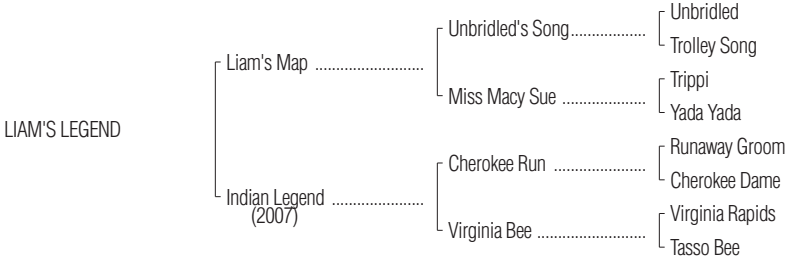 Unbridled
Unbridled's Song..................
Trolley Song
Liam's Map ..........................
Trippi
Miss Macy Sue ....................
Yada Yada
LIAM'S LEGEND
Runaway Groom
Cherokee Run ......................
Cherokee Dame
Indian Legend ......................
(2007)
Virginia Rapids
Virginia Bee ..........................
Tasso Bee